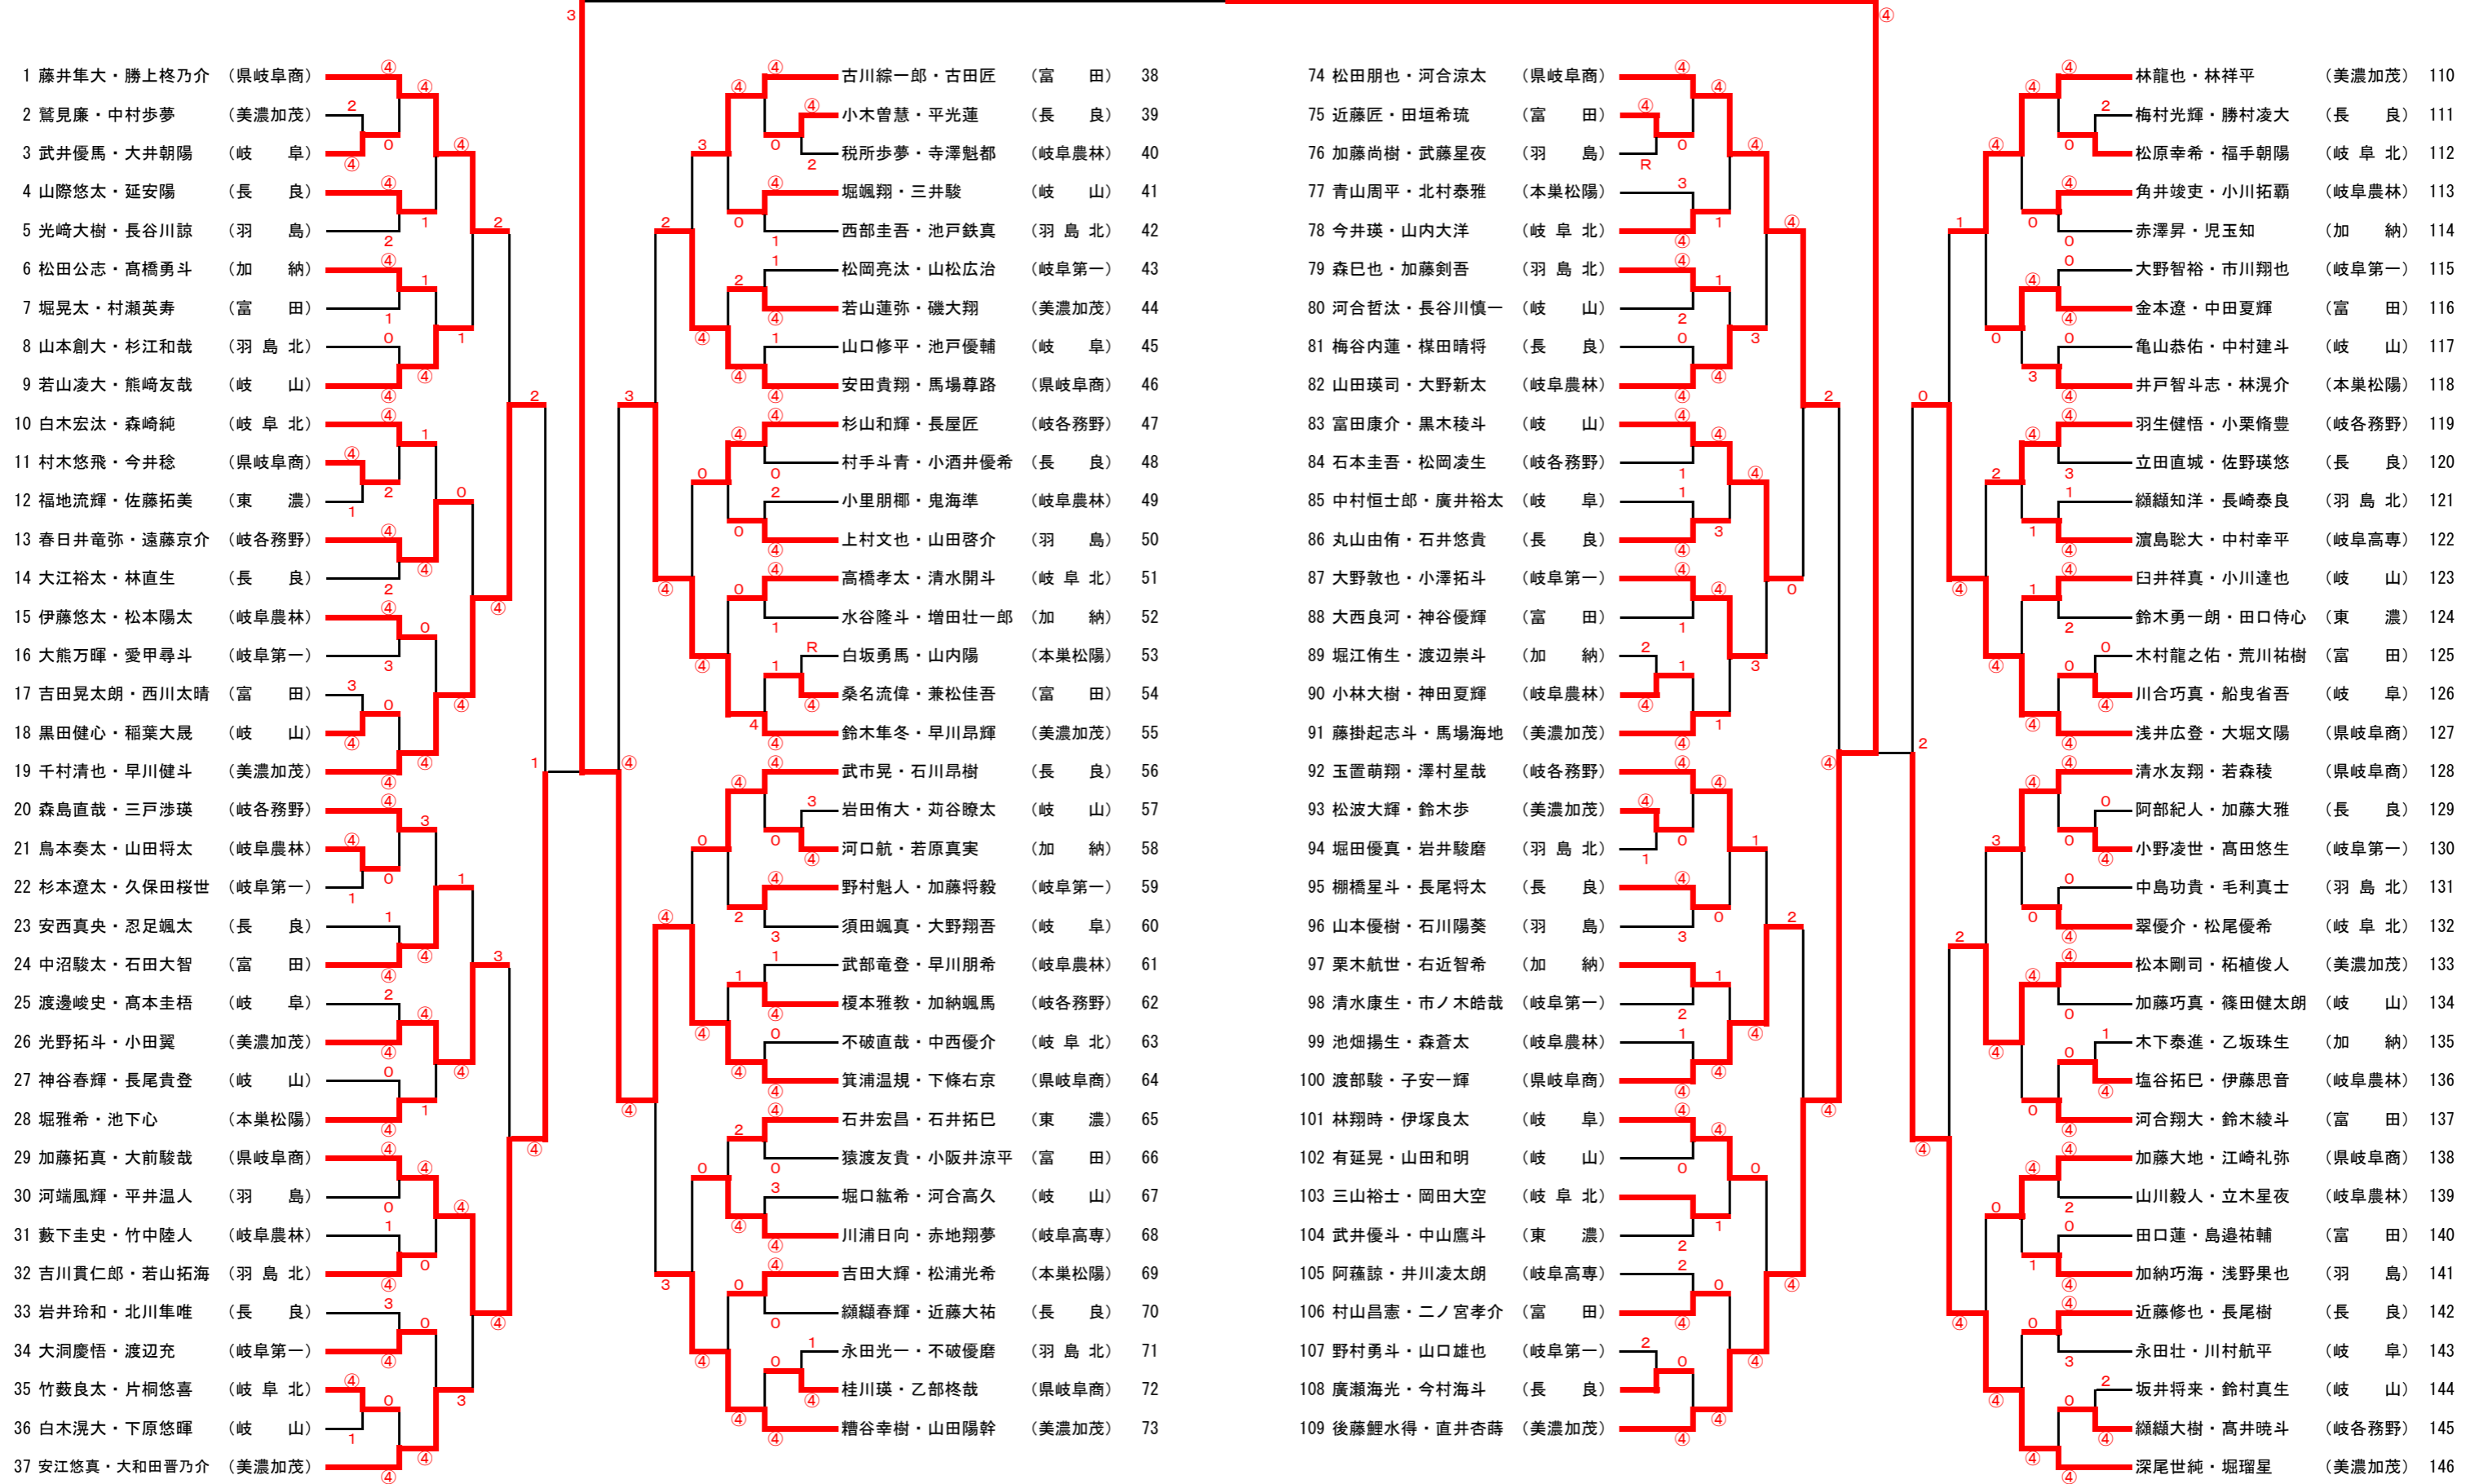 3 ④
1 藤井隼大・勝上柊乃介 (県岐阜商)
2 鷲見廉・中村歩夢 (美濃加茂)
3 武井優馬・大井朝陽 (岐　　阜)
4 山際悠太・延安陽 (長　　良)
5 光﨑大樹・長谷川諒 (羽　　島)
6 松田公志・髙橋勇斗 (加　　納)
7 堀晃太・村瀬英寿 (富　　田)
8 山本創大・杉江和哉 (羽 島 北)
9 若山凌大・熊﨑友哉 (岐　　山)
10 白木宏汰・森崎純 (岐 阜 北)
11 村木悠飛・今井稔 (県岐阜商)
12 福地流輝・佐藤拓美 (東　　濃)
13 春日井竜弥・遠藤京介 (岐各務野)
14 大江裕太・林直生 (長　　良)
15 伊藤悠太・松本陽太 (岐阜農林)
16 大熊万暉・愛甲尋斗 (岐阜第一)
17 吉田晃太朗・西川太晴 (富　　田)
18 黒田健心・稲葉大晟 (岐　　山)
19 千村清也・早川健斗 (美濃加茂)
20 森島直哉・三戸渉瑛 (岐各務野)
21 鳥本奏太・山田将太 (岐阜農林)
22 杉本遼太・久保田桜世 (岐阜第一)
23 安西真央・忍足颯太 (長　　良)
24 中沼駿太・石田大智 (富　　田)
25 渡邊峻史・髙本圭梧 (岐　　阜)
26 光野拓斗・小田翼 (美濃加茂)
27 神谷春輝・長尾貴登 (岐　　山)
28 堀雅希・池下心 (本巣松陽)
29 加藤拓真・大前駿哉 (県岐阜商)
30 河端風輝・平井温人 (羽　　島)
31 藪下圭史・竹中陸人 (岐阜農林)
32 吉川貫仁郎・若山拓海 (羽 島 北)
33 岩井玲和・北川隼唯 (長　　良)
34 大洞慶悟・渡辺充 (岐阜第一)
35 竹薮良太・片桐悠喜 (岐 阜 北)
36 白木滉大・下原悠暉 (岐　　山)
37 安江悠真・大和田晋乃介 (美濃加茂)
古川綜一郎・古田匠 (富　　田) 38
小木曽慧・平光蓮 (長　　良) 39
税所歩夢・寺澤魁都 (岐阜農林) 40
堀颯翔・三井駿 (岐　　山) 41
西部圭吾・池戸鉄真 (羽 島 北) 42
松岡亮汰・山松広治 (岐阜第一) 43
若山蓮弥・磯大翔 (美濃加茂) 44
山口修平・池戸優輔 (岐　　阜) 45
安田貴翔・馬場尊路 (県岐阜商) 46
杉山和輝・長屋匠 (岐各務野) 47
村手斗青・小酒井優希 (長　　良) 48
小里朋梛・鬼海準 (岐阜農林) 49
上村文也・山田啓介 (羽　　島) 50
高橋孝太・清水開斗 (岐 阜 北) 51
水谷隆斗・増田壮一郎 (加　　納) 52
白坂勇馬・山内陽 (本巣松陽) 53
桑名流偉・兼松佳吾 (富　　田) 54
鈴木隼冬・早川昂輝 (美濃加茂) 55
武市晃・石川昂樹 (長　　良) 56
岩田侑大・苅谷瞭太 (岐　　山) 57
河口航・若原真実 (加　　納) 58
野村魁人・加藤将毅 (岐阜第一) 59
須田颯真・大野翔吾 (岐　　阜) 60
武部竜登・早川朋希 (岐阜農林) 61
榎本雅教・加納颯馬 (岐各務野) 62
不破直哉・中西優介 (岐 阜 北) 63
箕浦温規・下條右京 (県岐阜商) 64
石井宏昌・石井拓巳 (東　　濃) 65
猿渡友貴・小阪井涼平 (富　　田) 66
堀口紘希・河合高久 (岐　　山) 67
川浦日向・赤地翔夢 (岐阜高専) 68
吉田大輝・松浦光希 (本巣松陽) 69
纐纈春輝・近藤大祐 (長　　良) 70
永田光一・不破優磨 (羽 島 北) 71
桂川瑛・乙部柊哉 (県岐阜商) 72
糟谷幸樹・山田陽幹 (美濃加茂) 73
74 松田朋也・河合涼太 (県岐阜商)
75 近藤匠・田垣希琉 (富　　田)
76 加藤尚樹・武藤星夜 (羽　　島)
77 青山周平・北村泰雅 (本巣松陽)
78 今井瑛・山内大洋 (岐 阜 北)
79 森巳也・加藤剣吾 (羽 島 北)
80 河合哲汰・長谷川慎一 (岐　　山)
81 梅谷内蓮・楳田晴将 (長　　良)
82 山田瑛司・大野新太 (岐阜農林)
83 富田康介・黒木稜斗 (岐　　山)
84 石本圭吾・松岡凌生 (岐各務野)
85 中村恒士郎・廣井裕太 (岐　　阜)
86 丸山由侑・石井悠貴 (長　　良)
87 大野敦也・小澤拓斗 (岐阜第一)
88 大西良河・神谷優輝 (富　　田)
89 堀江侑生・渡辺崇斗 (加　　納)
90 小林大樹・神田夏輝 (岐阜農林)
91 藤掛起志斗・馬場海地 (美濃加茂)
92 玉置萌翔・澤村星哉 (岐各務野)
93 松波大輝・鈴木歩 (美濃加茂)
94 堀田優真・岩井駿磨 (羽 島 北)
95 棚橋星斗・長尾将太 (長　　良)
96 山本優樹・石川陽葵 (羽　　島)
97 栗木航世・右近智希 (加　　納)
98 清水康生・市ノ木皓哉 (岐阜第一)
99 池畑揚生・森蒼太 (岐阜農林)
100 渡部駿・子安一輝 (県岐阜商)
101 林翔時・伊塚良太 (岐　　阜)
102 有延晃・山田和明 (岐　　山)
103 三山裕士・岡田大空 (岐 阜 北)
104 武井優斗・中山鷹斗 (東　　濃)
105 阿蕥諒・井川凌太朗 (岐阜高専)
106 村山昌憲・二ノ宮孝介 (富　　田)
107 野村勇斗・山口雄也 (岐阜第一)
108 廣瀬海光・今村海斗 (長　　良)
109 後藤鯉水得・直井杏蒔 (美濃加茂)
林龍也・林祥平 (美濃加茂) 110
梅村光輝・勝村凌大 (長　　良) 111
松原幸希・福手朝陽 (岐 阜 北) 112
角井竣吏・小川拓覇 (岐阜農林) 113
赤澤昇・児玉知 (加　　納) 114
大野智裕・市川翔也 (岐阜第一) 115
金本遼・中田夏輝 (富　　田) 116
亀山恭佑・中村建斗 (岐　　山) 117
井戸智斗志・林滉介 (本巣松陽) 118
羽生健悟・小栗脩豊 (岐各務野) 119
立田直城・佐野瑛悠 (長　　良) 120
纐纈知洋・長崎泰良 (羽 島 北) 121
濵島聡大・中村幸平 (岐阜高専) 122
臼井祥真・小川達也 (岐　　山) 123
鈴木勇一朗・田口侍心 (東　　濃) 124
木村龍之佑・荒川祐樹 (富　　田) 125
川合巧真・船曳省吾 (岐　　阜) 126
浅井広登・大堀文陽 (県岐阜商) 127
清水友翔・若森稜 (県岐阜商) 128
阿部紀人・加藤大雅 (長　　良) 129
小野凌世・髙田悠生 (岐阜第一) 130
中島功貴・毛利真士 (羽 島 北) 131
翠優介・松尾優希 (岐 阜 北) 132
松本剛司・柘植俊人 (美濃加茂) 133
加藤巧真・篠田健太朗 (岐　　山) 134
木下泰進・乙坂珠生 (加　　納) 135
塩谷拓巳・伊藤思音 (岐阜農林) 136
河合翔大・鈴木綾斗 (富　　田) 137
加藤大地・江崎礼弥 (県岐阜商) 138
山川毅人・立木星夜 (岐阜農林) 139
田口蓮・島邉祐輔 (富　　田) 140
加納巧海・浅野果也 (羽　　島) 141
近藤修也・長尾樹 (長　　良) 142
永田壮・川村航平 (岐　　阜) 143
坂井将来・鈴村真生 (岐　　山) 144
纐纈大樹・髙井暁斗 (岐各務野) 145
深尾世純・堀瑠星 (美濃加茂) 146